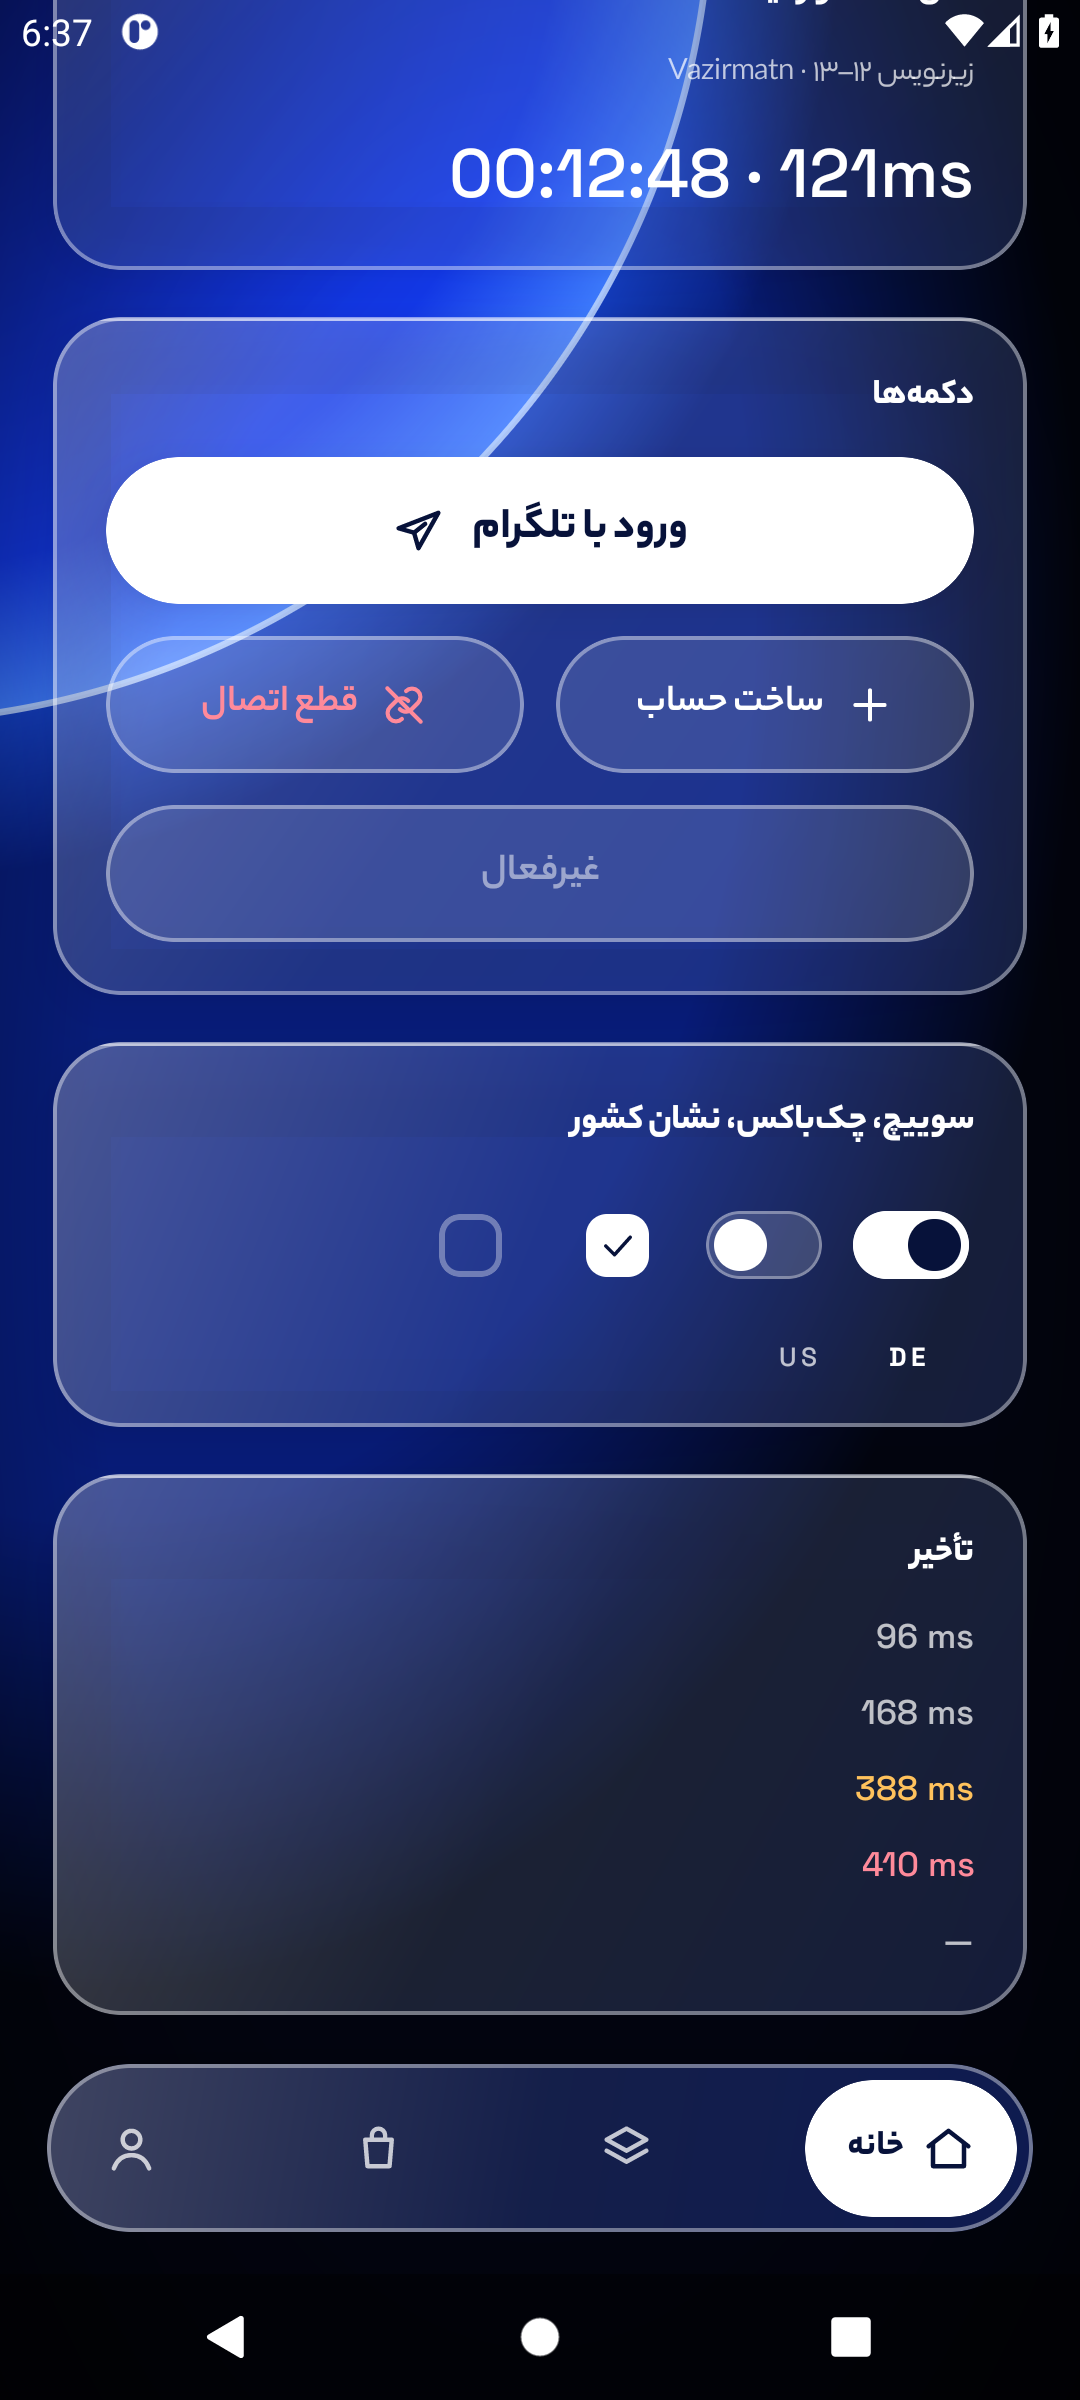 6:37
زیرنویس ۱۲–۱۳ · Vazirmatn
00:12:48 · 121ms
دکمه‌ها
ورود با تلگرام
ساخت حساب
قطع اتصال
غیرفعال
سوییچ، چک‌باکس، نشان کشور
DE
US
تأخیر
96 ms
168 ms
388 ms
410 ms
—
خانه